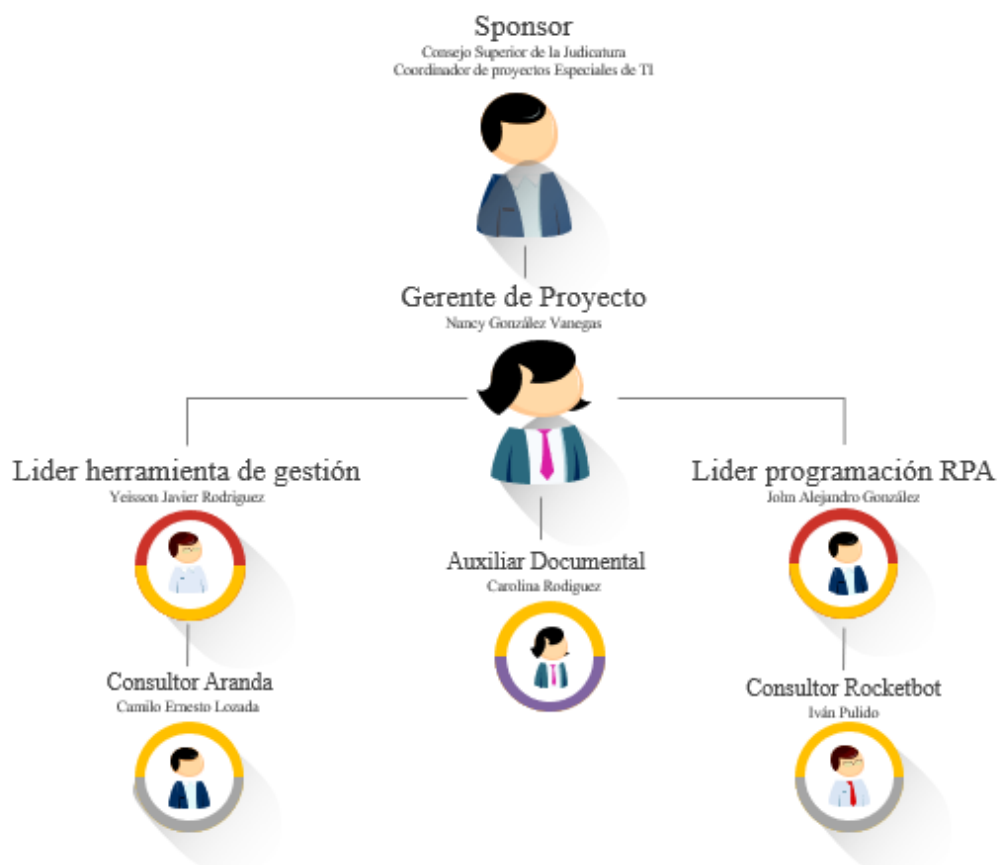 Sponsor
Consejo Superior de la Judicatura
Coordinador de proyectos Especiales de TI
Gerente de Proyecto
Nancy González Vanegas
Lider herramienta de gestión
Yeisson Javier Rodriguez
Lider programación RPA
John Alejandro González
Auxiliar Documental
Carolina Rodiguez
Consultor Aranda
Camilo Ernesto Lozada
Consultor Rocketbot
Iván Pulido